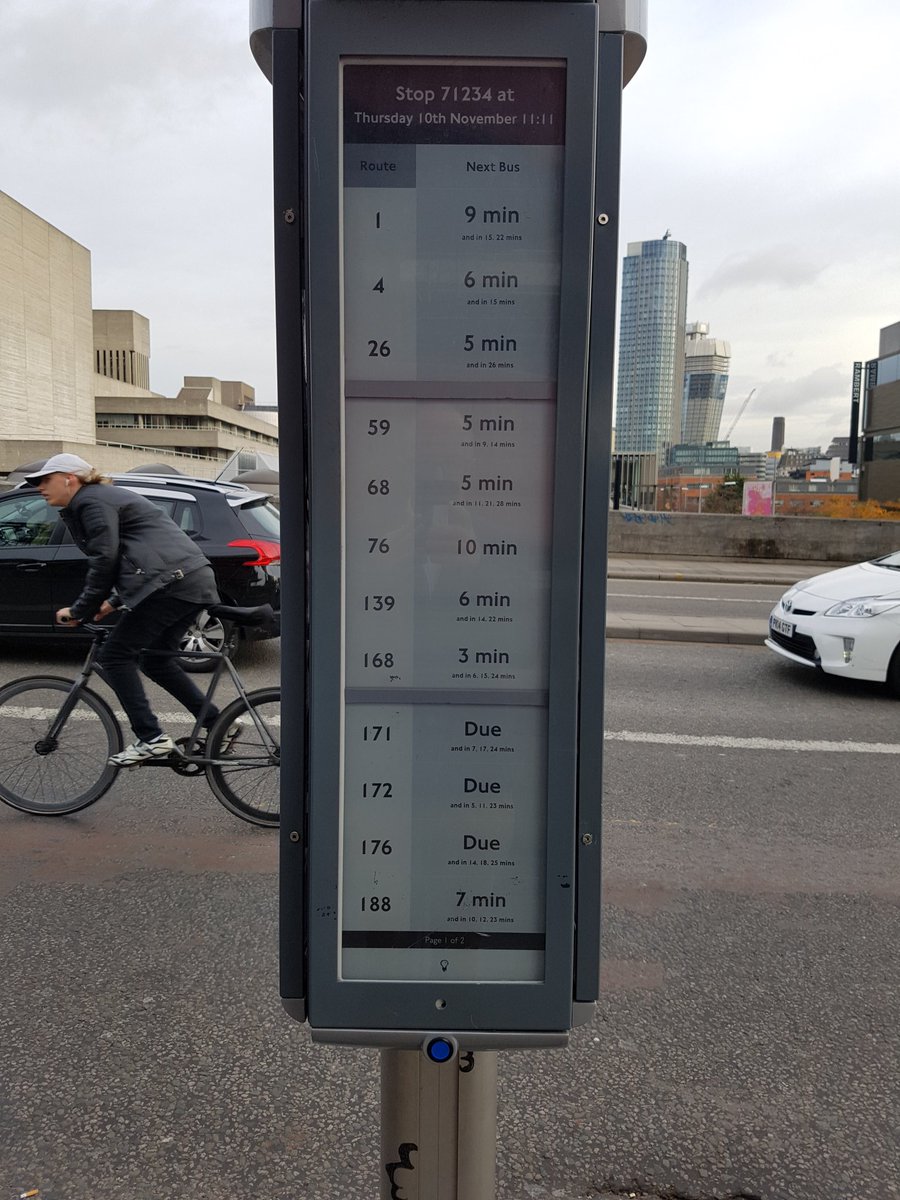 Stop 71234 at
Thursday 10th November 11:11
Route Next Bus
1 9 min
and in 15, 22 mins
4 6 min
and in 15 mins
26 5 min
and in 26 mins
59 5 min
and in 9, 14 mins
68 5 min
and in 11, 21, 28 mins
76 10 min
139 6 min
and in 14, 22 mins
168 3 min
and in 6, 15, 24 mins
171 Due
and in 7, 17, 24 mins
172 Due
and in 5, 11, 23 mins
176 Due
and in 14, 18, 25 mins
188 7 min
and in 10, 12, 23 mins
Page 1 of 2
RAMBERT